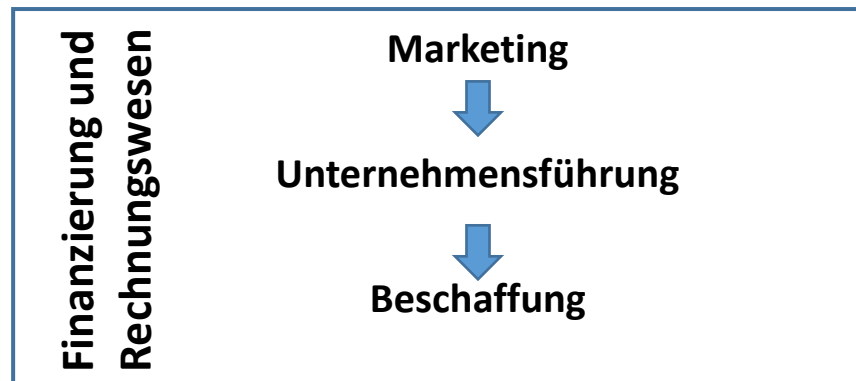 Finanzierung und
Rechnungswesen
Marketing
Unternehmensführung
Beschaffung